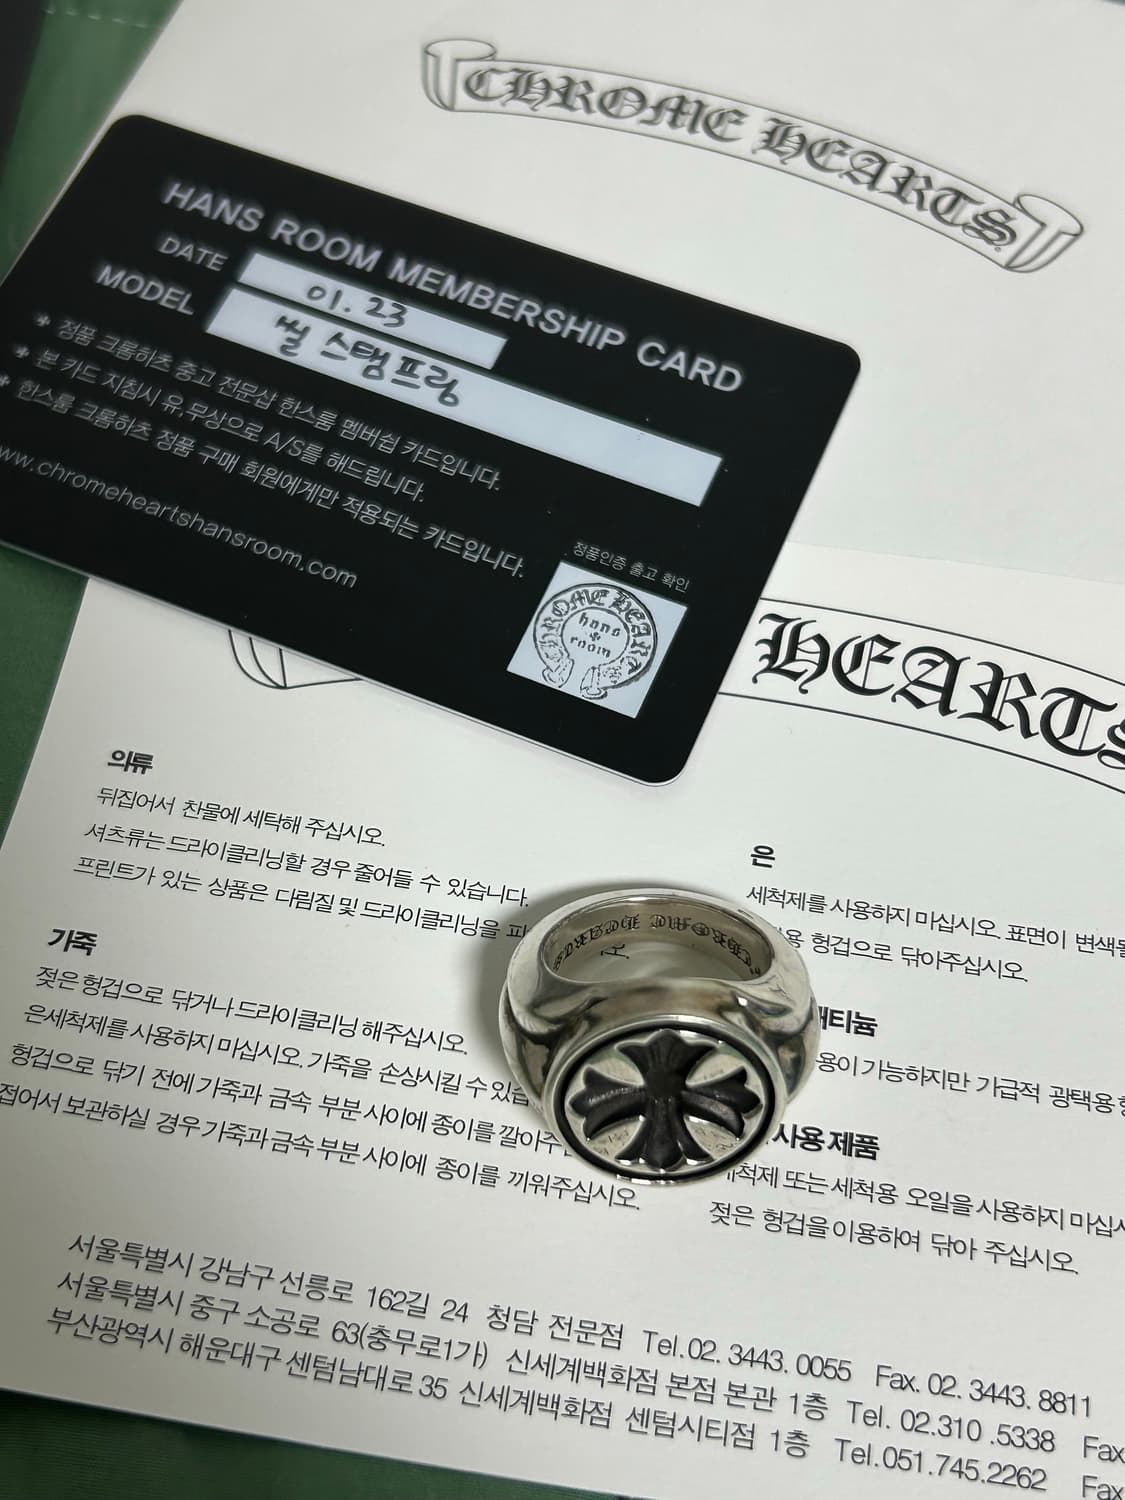 CHROME HEARTS
HANS ROOM MEMBERSHIP CARD
DATE 01.23
MODEL 씰 스탬프링
* 정품 크롬하츠 중고 전문샵 한스룸 멤버쉽 카드입니다.
* 본 카드 지참시 유,무상으로 A/S를 해드립니다.
* 한스룸 크롬하츠 정품 구매 회원에게만 적용되는 카드입니다.
www.chromeheartshansroom.com
정품인증 출고 확인
CHROME HEART
hans
room
HEARTS
의류
뒤집어서 찬물에 세탁해 주십시오.
셔츠류는 드라이클리닝할 경우 줄어들 수 있습니다.
프린트가 있는 상품은 다림질 및 드라이클리닝을 피
오.
가죽
젖은 헝겊으로 닦거나 드라이클리닝 해주십시오.
은세척제를 사용하지 마십시오. 가죽을 손상시킬 수 있습
헝겊으로 닦기 전에 가죽과 금속 부분 사이에 종이를 깔아주
접어서 보관하실 경우 가죽과 금속 부분 사이에 종이를 끼워주십시오.
은
세척제를 사용하지 마십시오. 표면이 변색될
용 헝겊으로 닦아주십시오.
래티늄
용이 가능하지만 가급적 광택용 헝
사용 제품
세척제 또는 세척용 오일을 사용하지 마십시
젖은 헝겊을 이용하여 닦아 주십시오.
서울특별시 강남구 선릉로 162길 24 청담 전문점 Tel.02. 3443. 0055 Fax. 02. 3443. 8811
서울특별시 중구 소공로 63(충무로1가) 신세계백화점 본점 본관 1층 Tel. 02.310 .5338 Fax
부산광역시 해운대구 센텀남대로 35 신세계백화점 센텀시티점 1층 Tel.051.745.2262 Fax